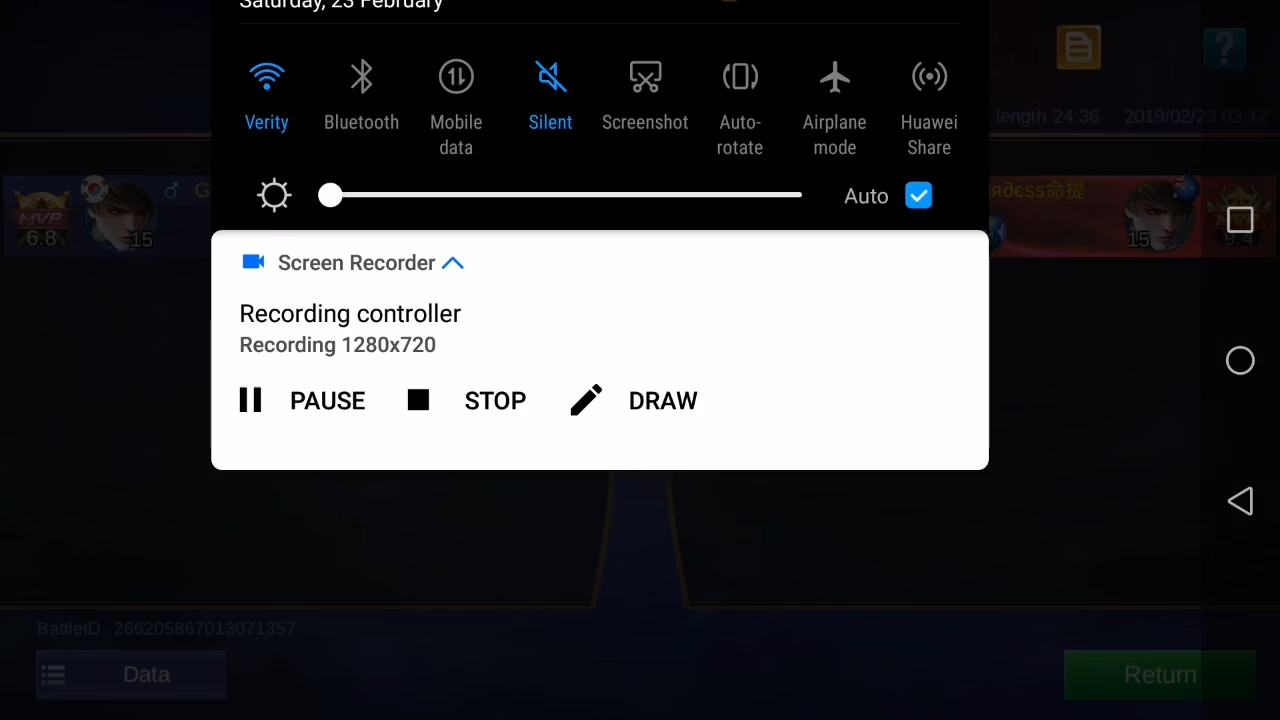 Saturday, 23 February
Verity
Bluetooth
Mobile data
Silent
Screenshot
Auto-rotate
Airplane mode
Huawei Share
length 24:36 2019/02/23 03:12
Auto
MVP
6.8
15
G
15
9.4
Screen Recorder
Recording controller
Recording 1280x720
PAUSE
STOP
DRAW
BattleID 266205867013071357
Data
Return